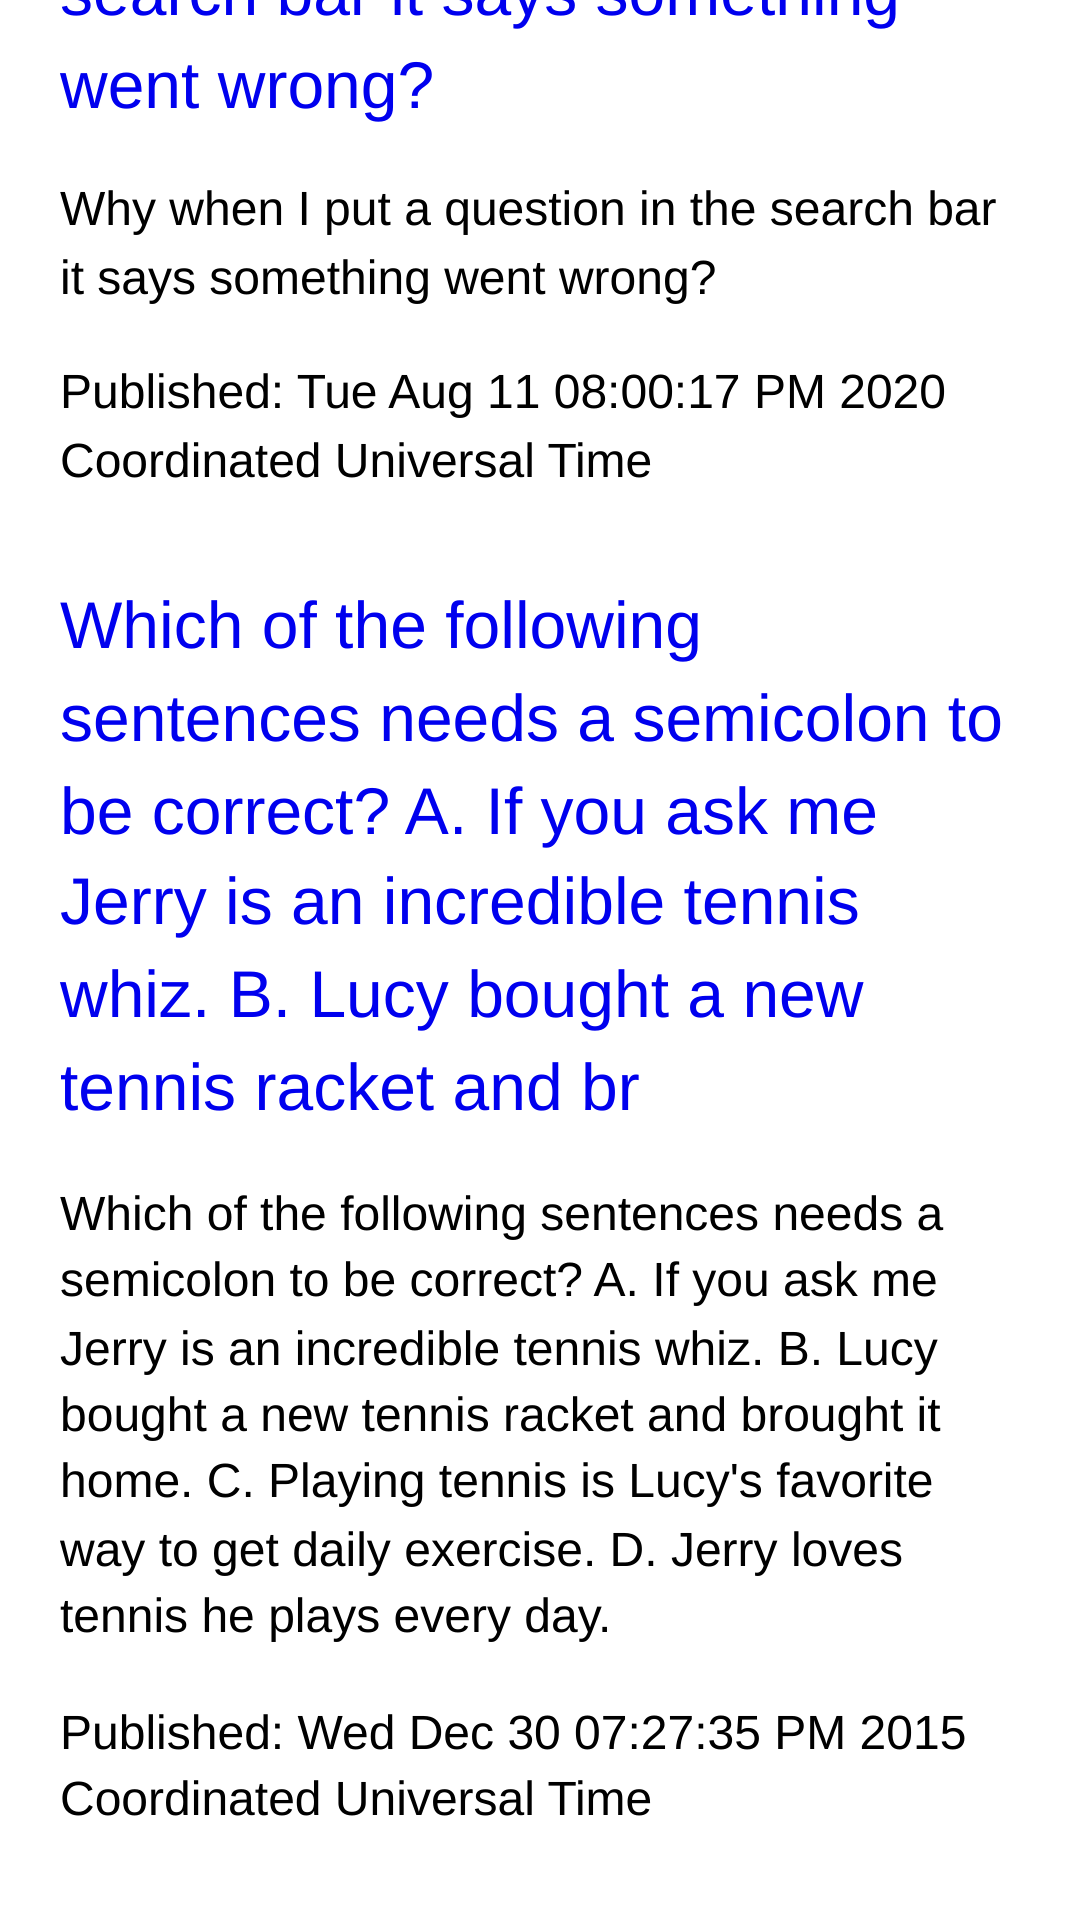 search bar it says something
went wrong?
Why when I put a question in the search bar
it says something went wrong?
Published: Tue Aug 11 08:00:17 PM 2020
Coordinated Universal Time
Which of the following
sentences needs a semicolon to
be correct? A. If you ask me
Jerry is an incredible tennis
whiz. B. Lucy bought a new
tennis racket and br
Which of the following sentences needs a
semicolon to be correct? A. If you ask me
Jerry is an incredible tennis whiz. B. Lucy
bought a new tennis racket and brought it
home. C. Playing tennis is Lucy's favorite
way to get daily exercise. D. Jerry loves
tennis he plays every day.
Published: Wed Dec 30 07:27:35 PM 2015
Coordinated Universal Time